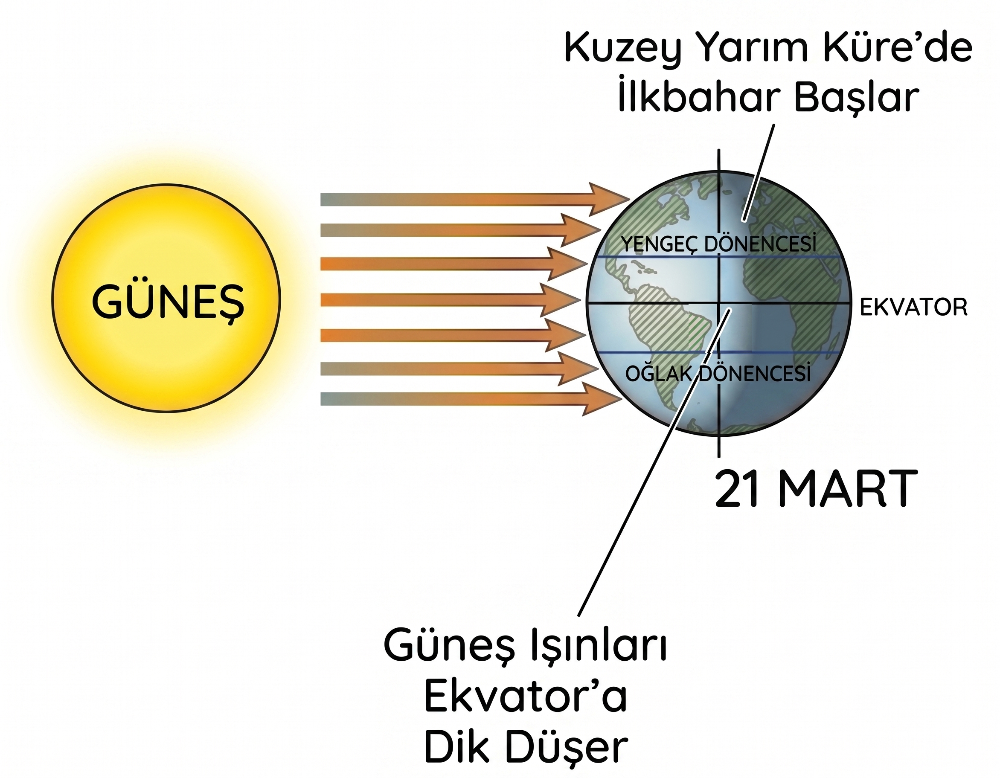 Kuzey Yarım Küre’de
İlkbahar Başlar
GÜNEŞ
YENGEÇ DÖNENCESİ
EKVATOR
OĞLAK DÖNENCESİ
21 MART
Güneş Işınları
Ekvator’a
Dik Düşer